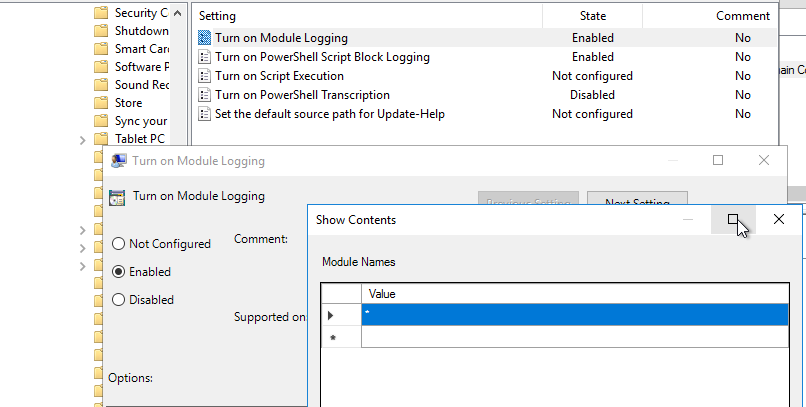 Security C
Shutdown
Smart Card
Software P
Sound Rec
Store
Sync your
Tablet PC
Setting State Comment
Turn on Module Logging Enabled No
Turn on PowerShell Script Block Logging Enabled No
Turn on Script Execution Not configured No
Turn on PowerShell Transcription Disabled No
Set the default source path for Update-Help Not configured No
ain Co
Turn on Module Logging
Turn on Module Logging
Previous Setting Next Setting
Not Configured
Enabled
Disabled
Comment:
Supported on:
Options:
Show Contents
Module Names
Value
*
*